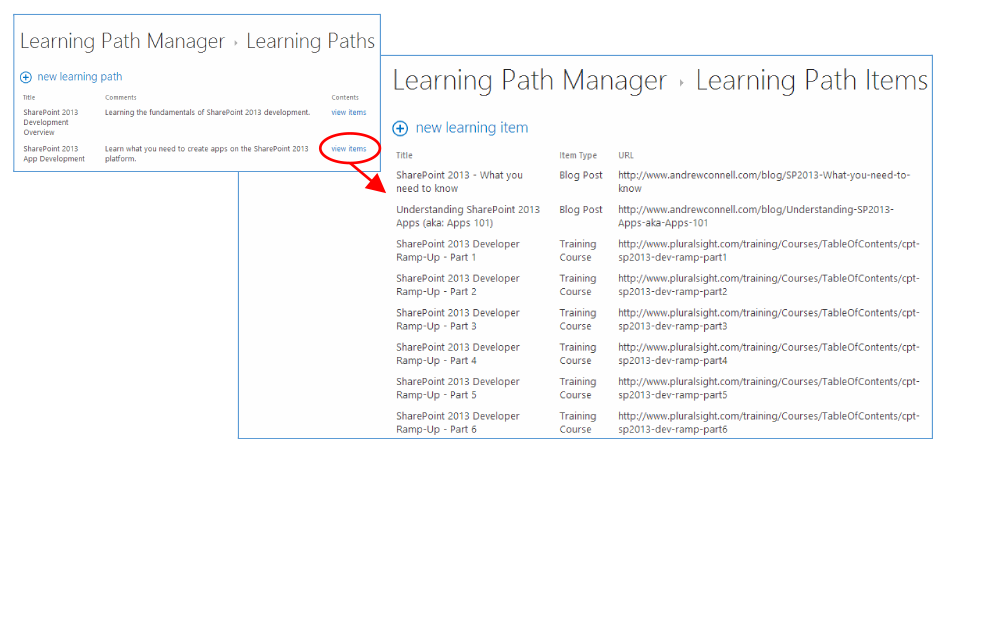 Learning Path Manager › Learning Paths
new learning path
Title Comments Contents
SharePoint 2013 Learning the fundamentals of SharePoint 2013 development. view items
Development
Overview
SharePoint 2013 Learn what you need to create apps on the SharePoint 2013 view items
App Development platform.
Learning Path Manager › Learning Path Items
new learning item
Title Item Type URL
SharePoint 2013 - What you Blog Post http://www.andrewconnell.com/blog/SP2013-What-you-need-to-
need to know know
Understanding SharePoint 2013 Blog Post http://www.andrewconnell.com/blog/Understanding-SP2013-
Apps (aka: Apps 101) Apps-aka-Apps-101
SharePoint 2013 Developer Training http://www.pluralsight.com/training/Courses/TableOfContents/cpt-
Ramp-Up - Part 1 Course sp2013-dev-ramp-part1
SharePoint 2013 Developer Training http://www.pluralsight.com/training/Courses/TableOfContents/cpt-
Ramp-Up - Part 2 Course sp2013-dev-ramp-part2
SharePoint 2013 Developer Training http://www.pluralsight.com/training/Courses/TableOfContents/cpt-
Ramp-Up - Part 3 Course sp2013-dev-ramp-part3
SharePoint 2013 Developer Training http://www.pluralsight.com/training/Courses/TableOfContents/cpt-
Ramp-Up - Part 4 Course sp2013-dev-ramp-part4
SharePoint 2013 Developer Training http://www.pluralsight.com/training/Courses/TableOfContents/cpt-
Ramp-Up - Part 5 Course sp2013-dev-ramp-part5
SharePoint 2013 Developer Training http://www.pluralsight.com/training/Courses/TableOfContents/cpt-
Ramp-Up - Part 6 Course sp2013-dev-ramp-part6